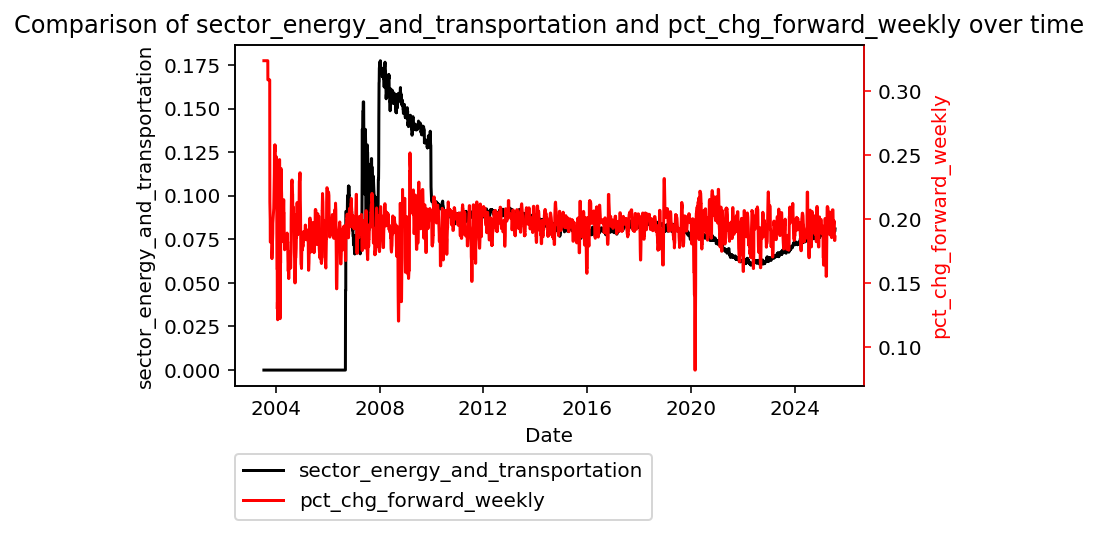 Comparison of sector_energy_and_transportation and pct_chg_forward_weekly over time
sector_energy_and_transportation
0.175
0.150
0.125
0.100
0.075
0.050
0.025
0.000
0.30
0.25
0.20
0.15
0.10
pct_chg_forward_weekly
2004 2008 2012 2016 2020 2024
Date
sector_energy_and_transportation
pct_chg_forward_weekly